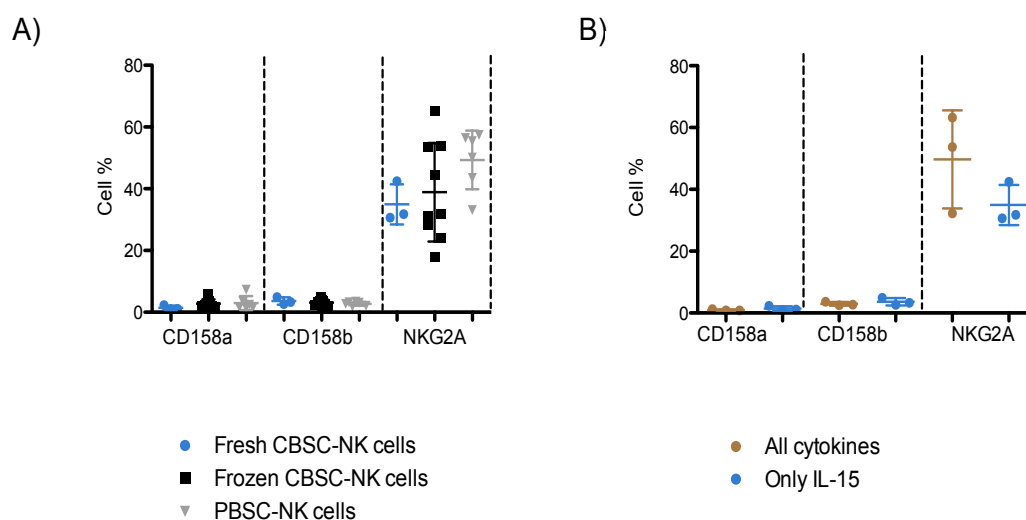 A)
80
60
40
20
0
Cell %
CD158a CD158b NKG2A
Fresh CBSC-NK cells
Frozen CBSC-NK cells
PBSC-NK cells
B)
80
60
40
20
0
Cell %
CD158a CD158b NKG2A
All cytokines
Only IL-15